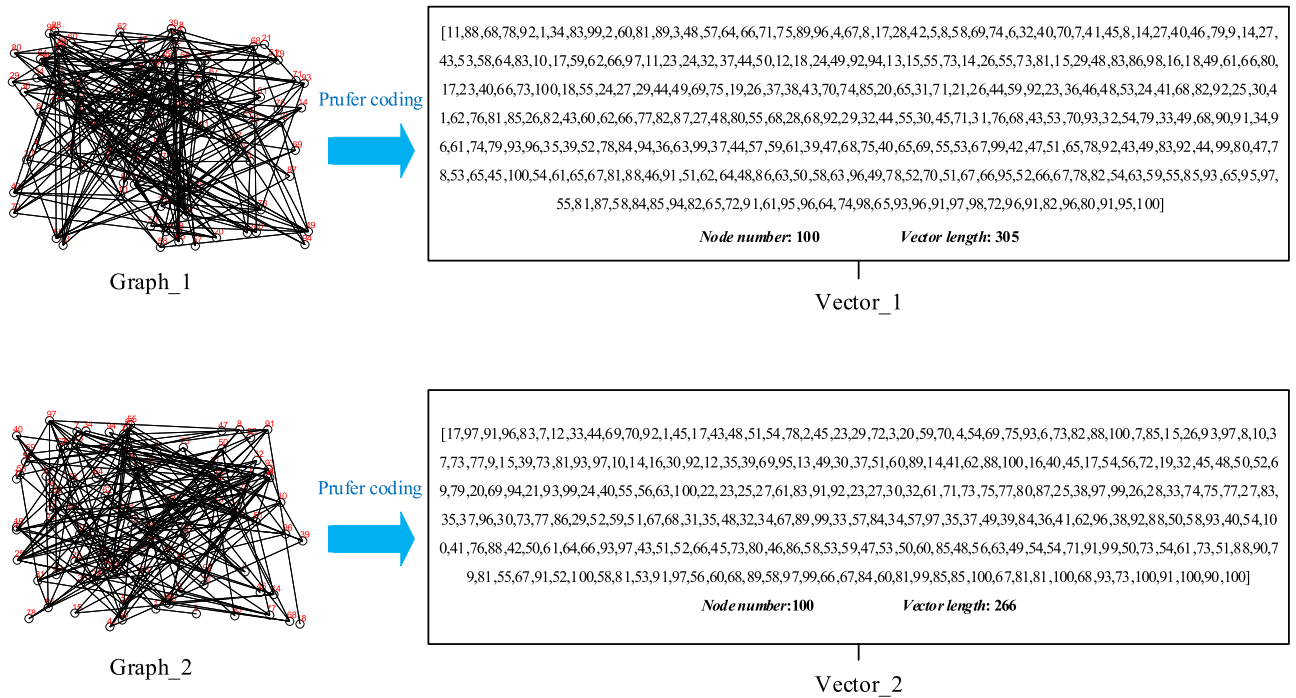 Prufer coding
[11,88,68,78,92,1,34,83,99,2,60,81,89,3,48,57,64,66,71,75,89,96,4,67,8,17,28,42,5,8,58,69,74,6,32,40,70,7,41,45,8,14,27,40,46,79,9,14,27,
43,53,58,64,83,10,17,59,62,66,97,11,23,24,32,37,44,50,12,18,24,49,92,94,13,15,55,73,14,26,55,73,81,15,29,48,83,86,98,16,18,49,61,66,80,
17,23,40,66,73,100,18,55,24,27,29,44,49,69,75,19,26,37,38,43,70,74,85,20,65,31,71,21,26,44,59,92,23,36,46,48,53,24,41,68,82,92,25,30,4
1,62,76,81,85,26,82,43,60,62,66,77,82,87,27,48,80,55,68,28,68,92,29,32,44,55,30,45,71,31,76,68,43,53,70,93,32,54,79,33,49,68,90,91,34,9
6,61,74,79,93,96,35,39,52,78,84,94,36,63,99,37,44,57,59,61,39,47,68,75,40,65,69,55,53,67,99,42,47,51,65,78,92,43,49,83,92,44,99,80,47,7
8,53,65,45,100,54,61,65,67,81,88,46,91,51,62,64,48,86,63,50,58,63,96,49,78,52,70,51,67,66,95,52,66,67,78,82,54,63,59,55,85,93,65,95,97,
55,81,87,58,84,85,94,82,65,72,91,61,95,96,64,74,98,65,93,96,91,97,98,72,96,91,82,96,80,91,95,100]
Node number: 100 Vector length: 305
Graph_1
Vector_1
Prufer coding
[17,97,91,96,83,7,12,33,44,69,70,92,1,45,17,43,48,51,54,78,2,45,23,29,72,3,20,59,70,4,54,69,75,93,6,73,82,88,100,7,85,15,26,93,97,8,10,3
7,73,77,9,15,39,73,81,93,97,10,14,16,30,92,12,35,39,69,95,13,49,30,37,51,60,89,14,41,62,88,100,16,40,45,17,54,56,72,19,32,45,48,50,52,6
9,79,20,69,94,21,93,99,24,40,55,56,63,100,22,23,25,27,61,83,91,92,23,27,30,32,61,71,73,75,77,80,87,25,38,97,99,26,28,33,74,75,77,27,83,
35,37,96,30,73,77,86,29,52,59,51,67,68,31,35,48,32,34,67,89,99,33,57,84,34,57,97,35,37,49,39,84,36,41,62,96,38,92,88,50,58,93,40,54,10
0,41,76,88,42,50,61,64,66,93,97,43,51,52,66,45,73,80,46,86,58,53,59,47,53,50,60,85,48,56,63,49,54,54,71,91,99,50,73,54,61,73,51,88,90,7
9,81,55,67,91,52,100,58,81,53,91,97,56,60,68,89,58,97,99,66,67,84,60,81,99,85,85,100,67,81,81,100,68,93,73,100,91,100,90,100]
Node number:100 Vector length: 266
Graph_2
Vector_2